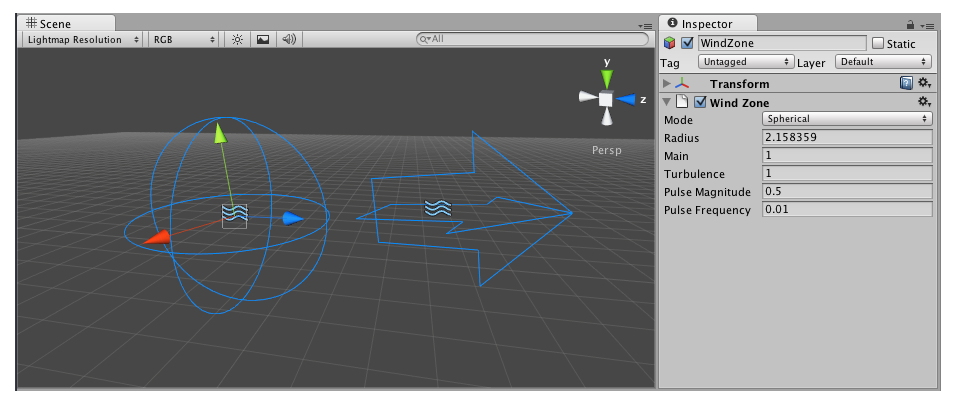 Scene
Lightmap Resolution RGB All
y
z
Persp
Inspector
WindZone Static
Tag Untagged Layer Default
Transform
Wind Zone
Mode Spherical
Radius 2.158359
Main 1
Turbulence 1
Pulse Magnitude 0.5
Pulse Frequency 0.01